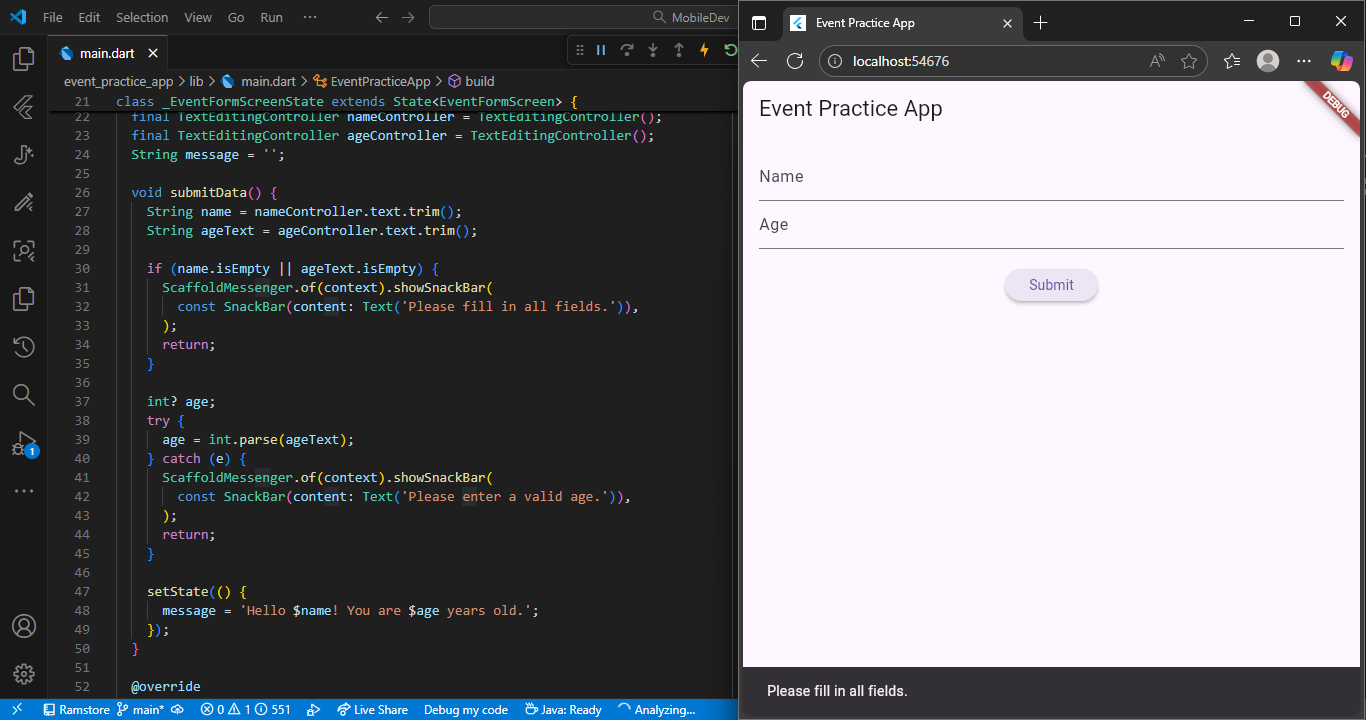 File Edit Selection View Go Run ··· MobileDev
main.dart
event_practice_app > lib > main.dart > EventPracticeApp > build
21 class _EventFormScreenState extends State<EventFormScreen> {
22 final TextEditingController nameController = TextEditingController();
23 final TextEditingController ageController = TextEditingController();
24 String message = '';
25
26 void submitData() {
27 String name = nameController.text.trim();
28 String ageText = ageController.text.trim();
29
30 if (name.isEmpty || ageText.isEmpty) {
31 ScaffoldMessenger.of(context).showSnackBar(
32 const SnackBar(content: Text('Please fill in all fields.')),
33 );
34 return;
35 }
36
37 int? age;
38 try {
39 age = int.parse(ageText);
40 } catch (e) {
41 ScaffoldMessenger.of(context).showSnackBar(
42 const SnackBar(content: Text('Please enter a valid age.')),
43 );
44 return;
45 }
46
47 setState(() {
48 message = 'Hello $name! You are $age years old.';
49 });
50 }
51
52 @override
1
Ramstore main* 0 1 551 Live Share Debug my code Java: Ready Analyzing...
Event Practice App
localhost:54676
DEBUG
Event Practice App
Name
Age
Submit
Please fill in all fields.